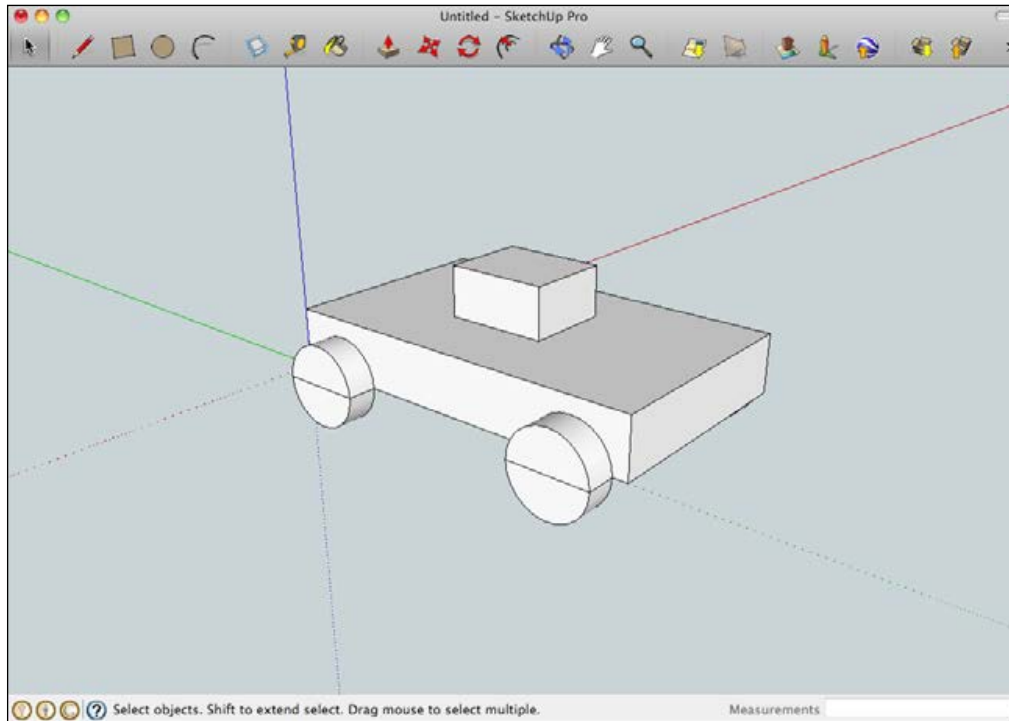 Untitled – SketchUp Pro
Select objects. Shift to extend select. Drag mouse to select multiple.
Measurements